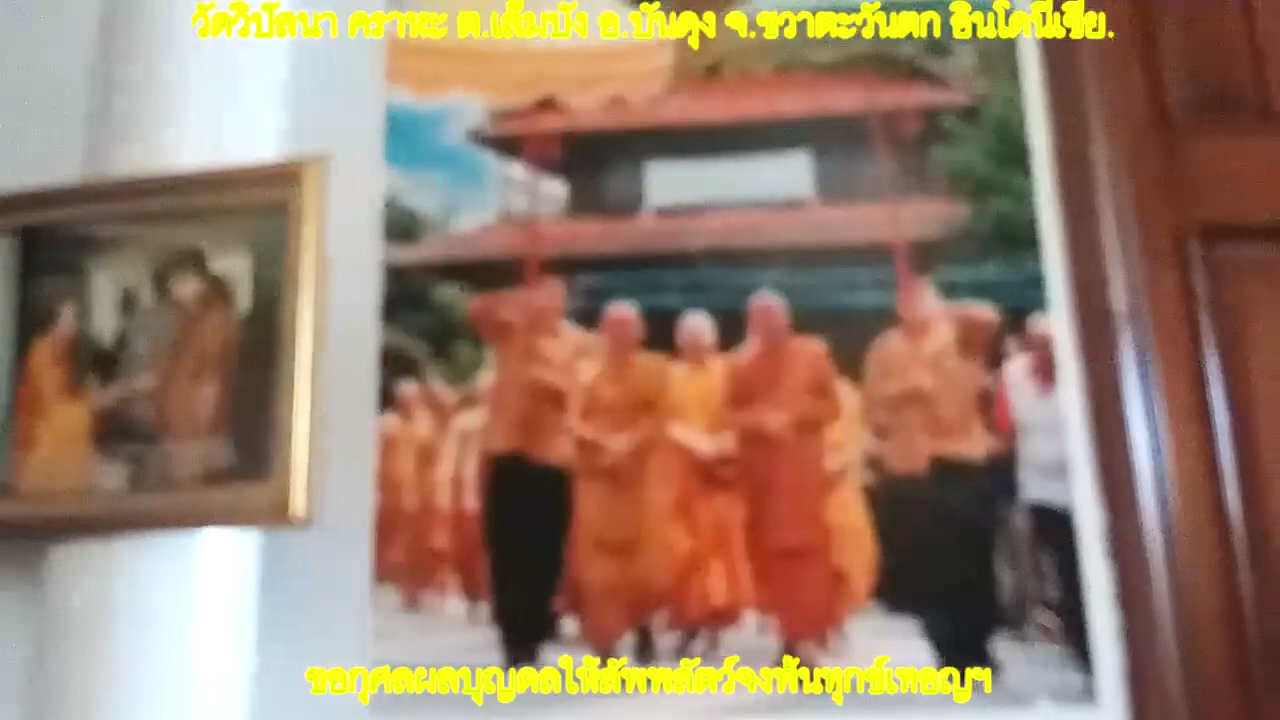 วัดวิปัสนา คราหะ ต.เล็มบัง อ.บันดุง จ.ชวาตะวันตก อินโดนีเซีย.
ขอกุศลผลบุญดลให้สัพพสัตว์จงพ้นทุกข์เทอญฯ